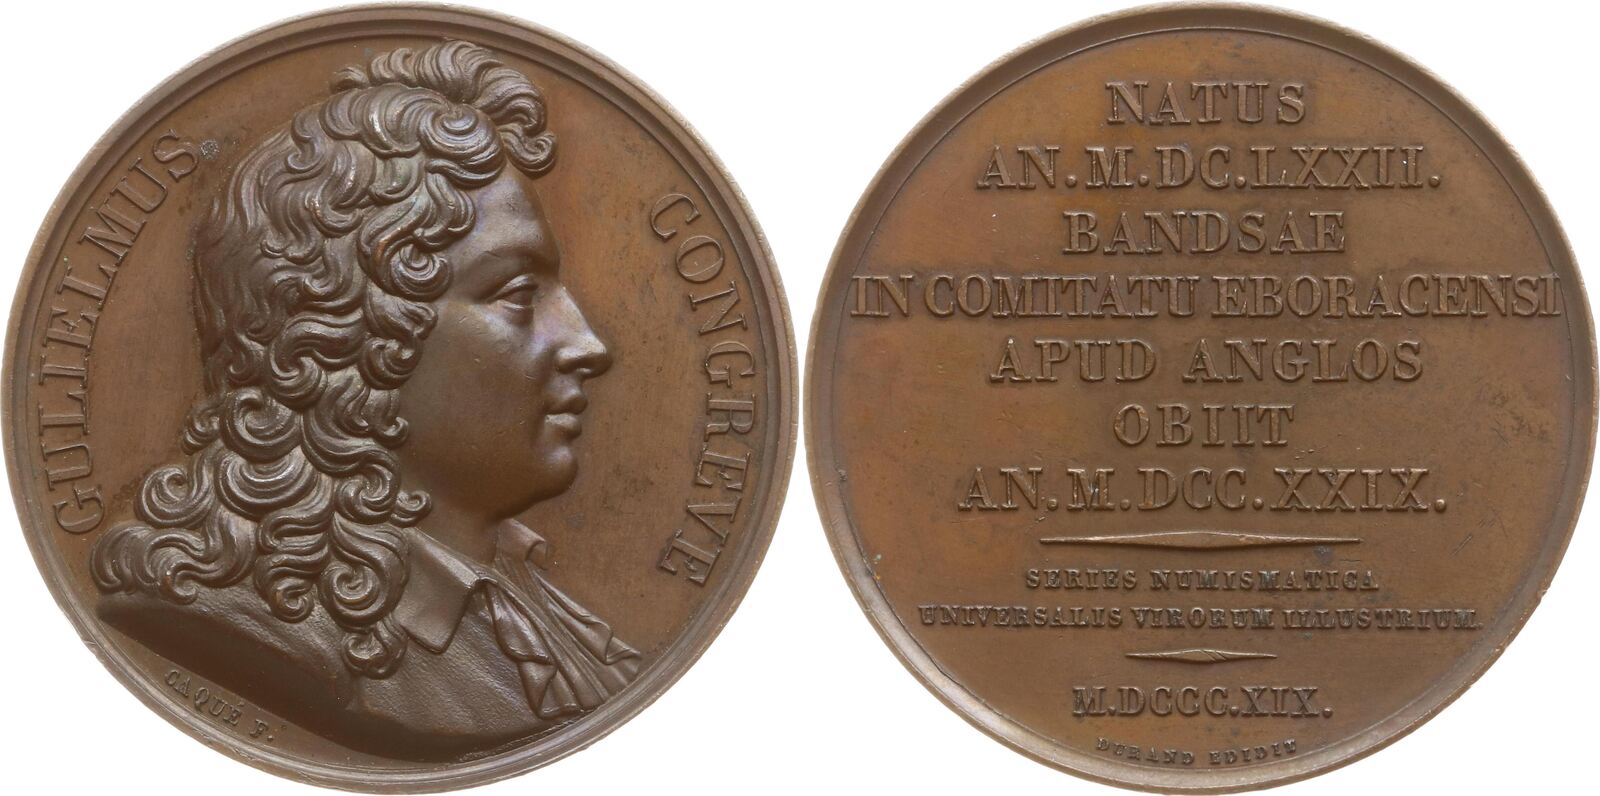 GULIELMUS
CONGREVE
CAQUÉ F.
NATUS
AN.M.DC.LXXII.
BANDSAE
IN COMITATU EBORACENSI
APUD ANGLOS
OBIIT
AN.M.DCC.XXIX.
SERIES NUMISMATICA
UNIVERSALIS VIRORUM ILLUSTRIUM.
M.DCCC.XIX.
DURAND EDIDIT